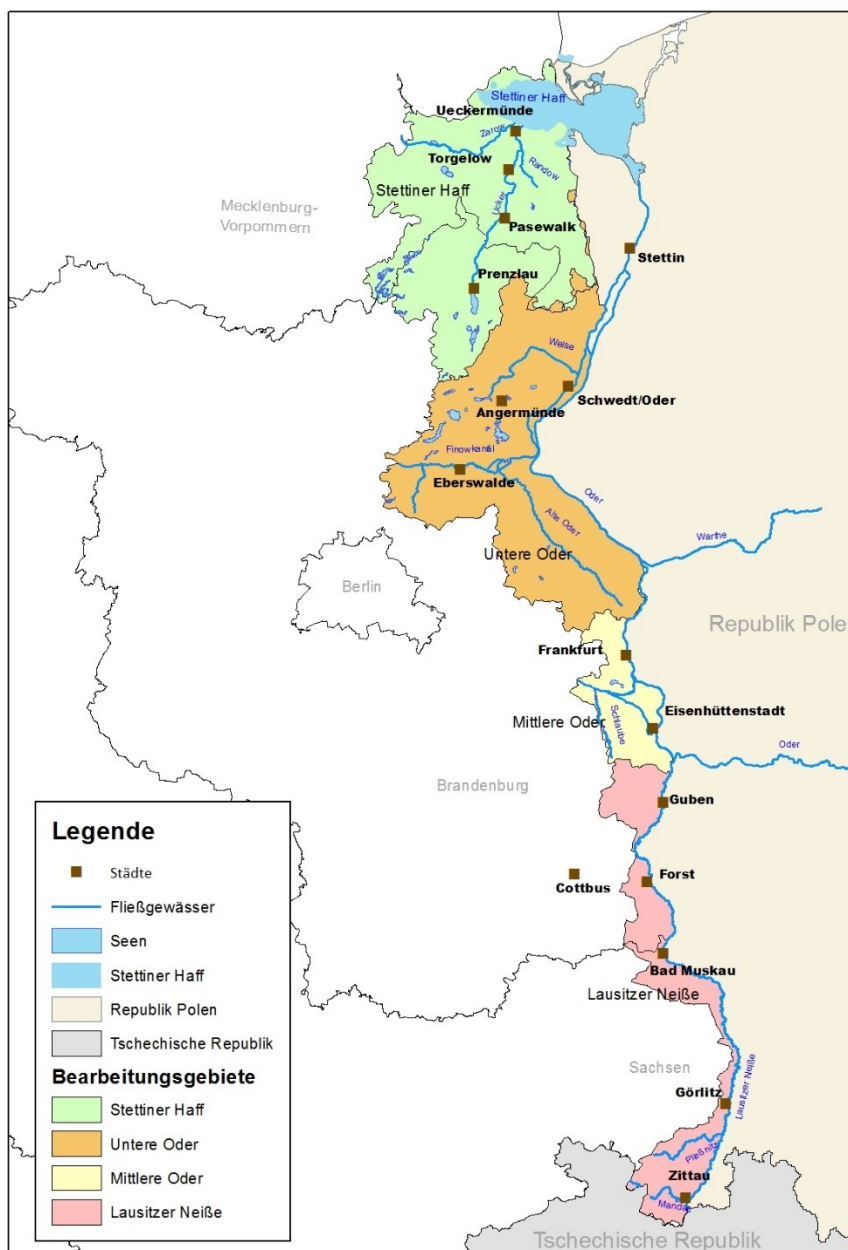 Stettiner Haff
Ueckermünde
Zarow
Torgelow
Randow
Stettiner Haff
Mecklenburg-
Vorpommern
Ucker
Pasewalk
Stettin
Prenzlau
Welse
Schwedt/Oder
Angermünde
Finowkanal
Eberswalde
Oder
Alte Oder
Warthe
Untere Oder
Berlin
Republik Pole
Frankfurt
Eisenhüttenstadt
Schlaube
Mittlere Oder
Oder
Brandenburg
Guben
Forst
Cottbus
Bad Muskau
Lausitzer Neiße
Sachsen
Lausitzer Neiße
Görlitz
Pließnitz
Zittau
Mandau
Tschechische Republik
Legende
Städte
Fließgewässer
Seen
Stettiner Haff
Republik Polen
Tschechische Republik
Bearbeitungsgebiete
Stettiner Haff
Untere Oder
Mittlere Oder
Lausitzer Neiße